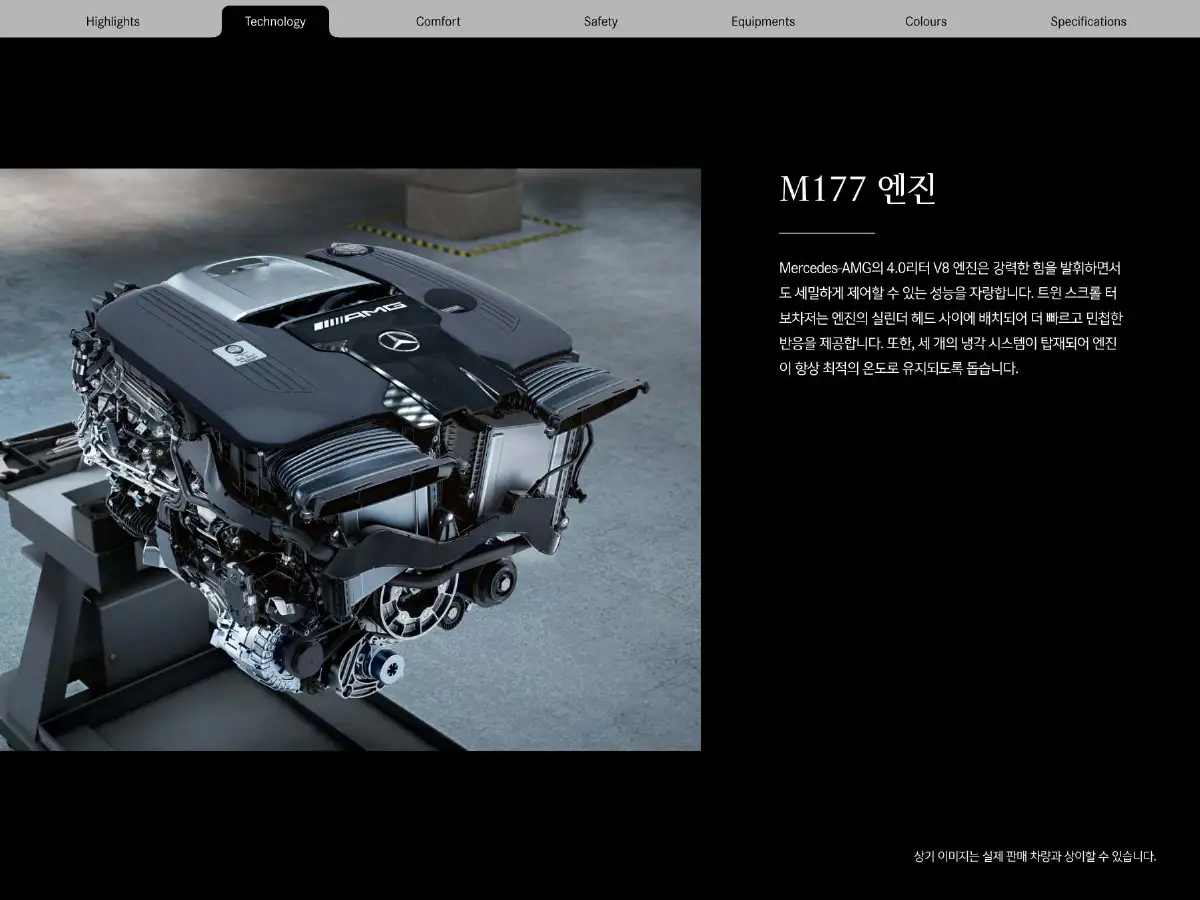 Highlights
Technology
Comfort
Safety
Equipments
Colours
Specifications
M177 엔진
Mercedes-AMG의 4.0리터 V8 엔진은 강력한 힘을 발휘하면서
도 세밀하게 제어할 수 있는 성능을 자랑합니다. 트윈 스크롤 터
보차저는 엔진의 실린더 헤드 사이에 배치되어 더 빠르고 민첩한
반응을 제공합니다. 또한, 세 개의 냉각 시스템이 탑재되어 엔진
이 항상 최적의 온도로 유지되도록 돕습니다.
AMG
상기 이미지는 실제 판매 차량과 상이할 수 있습니다.